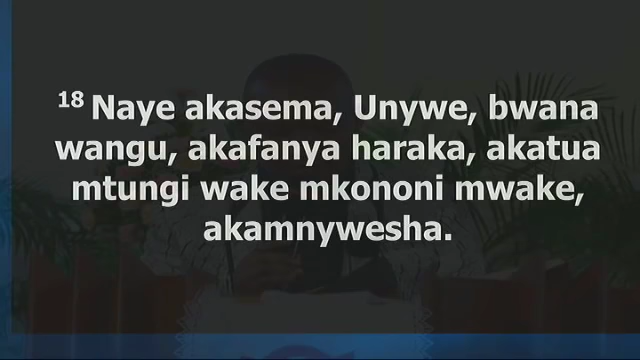 18 Naye akasema, Unywe, bwana
wangu, akafanya haraka, akatua
mtungi wake mkononi mwake,
akamnywesha.